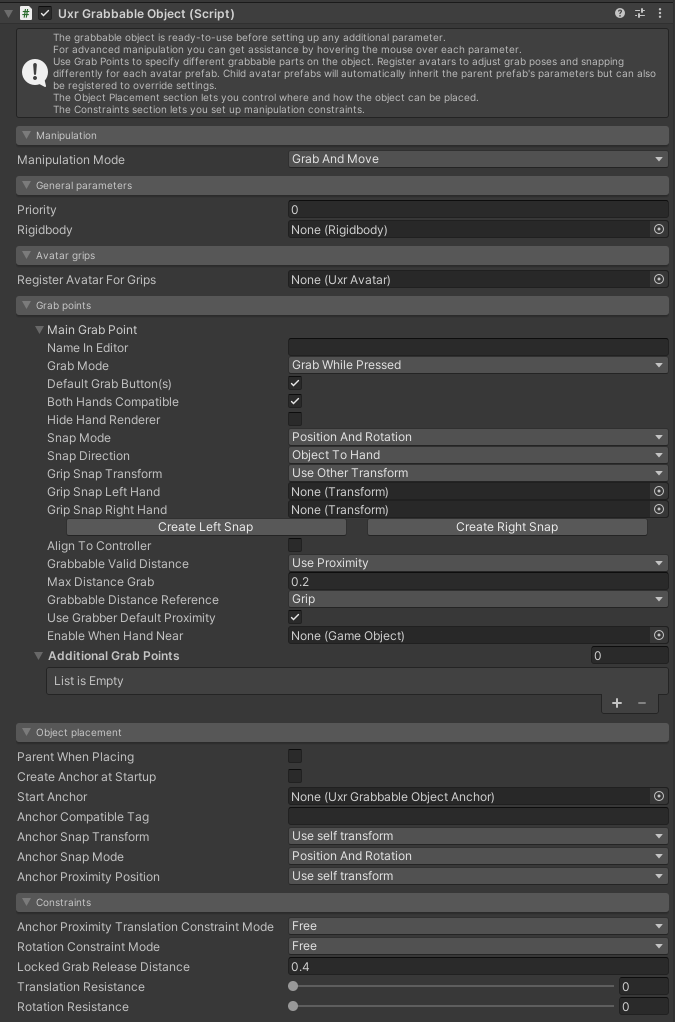 Uxr Grabbable Object (Script)
The grabbable object is ready-to-use before setting up any additional parameter.
For advanced manipulation you can get assistance by hovering the mouse over each parameter.
Use Grab Points to specify different grabbable parts on the object. Register avatars to adjust grab poses and snapping
differently for each avatar prefab. Child avatar prefabs will automatically inherit the parent prefab's parameters but can also
be registered to override settings.
The Object Placement section lets you control where and how the object can be placed.
The Constraints section lets you set up manipulation constraints.
Manipulation
Manipulation Mode Grab And Move
General parameters
Priority 0
Rigidbody None (Rigidbody)
Avatar grips
Register Avatar For Grips None (Uxr Avatar)
Grab points
Main Grab Point
Name In Editor
Grab Mode Grab While Pressed
Default Grab Button(s)
Both Hands Compatible
Hide Hand Renderer
Snap Mode Position And Rotation
Snap Direction Object To Hand
Grip Snap Transform Use Other Transform
Grip Snap Left Hand None (Transform)
Grip Snap Right Hand None (Transform)
Create Left Snap Create Right Snap
Align To Controller
Grabbable Valid Distance Use Proximity
Max Distance Grab 0.2
Grabbable Distance Reference Grip
Use Grabber Default Proximity
Enable When Hand Near None (Game Object)
Additional Grab Points 0
List is Empty
+ −
Object placement
Parent When Placing
Create Anchor at Startup
Start Anchor None (Uxr Grabbable Object Anchor)
Anchor Compatible Tag
Anchor Snap Transform Use self transform
Anchor Snap Mode Position And Rotation
Anchor Proximity Position Use self transform
Constraints
Anchor Proximity Translation Constraint Mode Free
Rotation Constraint Mode Free
Locked Grab Release Distance 0.4
Translation Resistance 0
Rotation Resistance 0